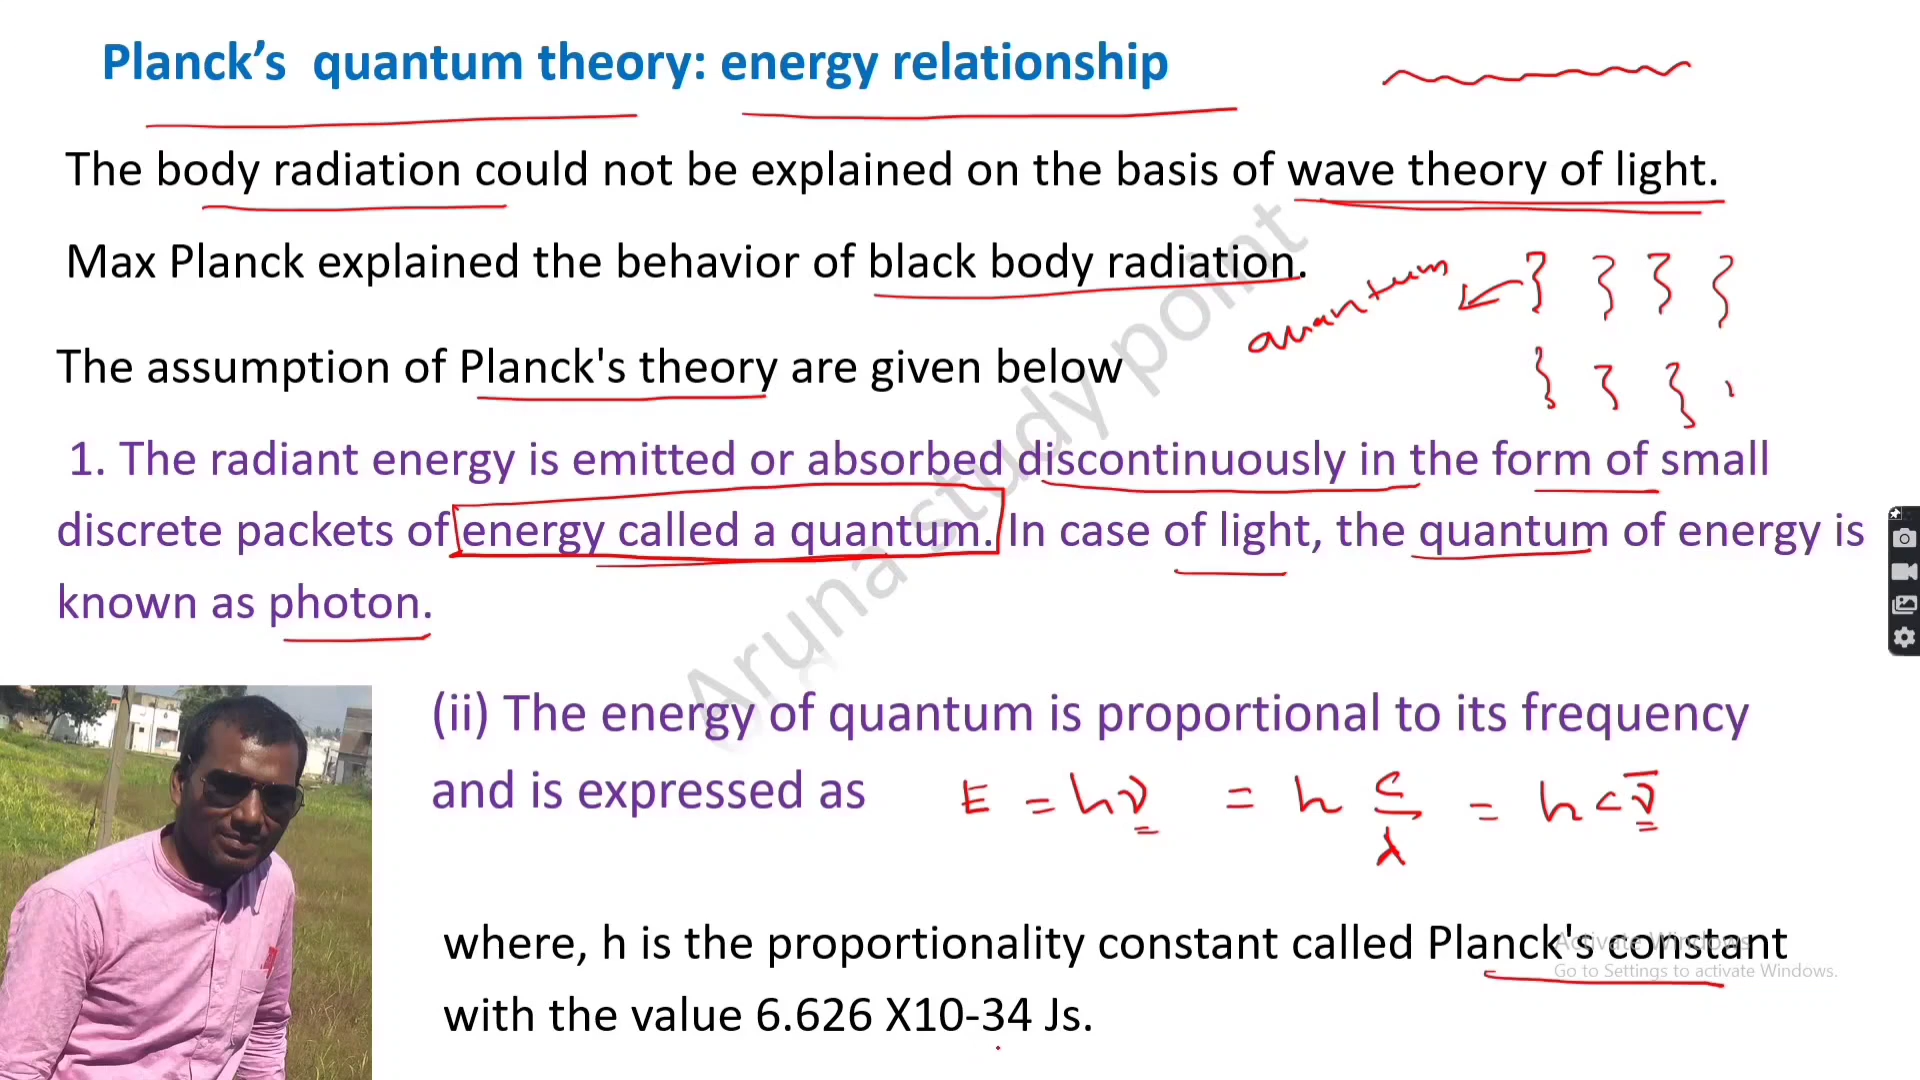 Planck’s quantum theory: energy relationship
The body radiation could not be explained on the basis of wave theory of light.
Max Planck explained the behavior of black body radiation.
quantum
The assumption of Planck's theory are given below
1. The radiant energy is emitted or absorbed discontinuously in the form of small
discrete packets of energy called a quantum. In case of light, the quantum of energy is
known as photon.
Aruna study point
(ii) The energy of quantum is proportional to its frequency
and is expressed as E = hν = h c/λ = h c ν̄
where, h is the proportionality constant called Planck's constant
Activate Windows
Go to Settings to activate Windows.
with the value 6.626 X10-34 Js.